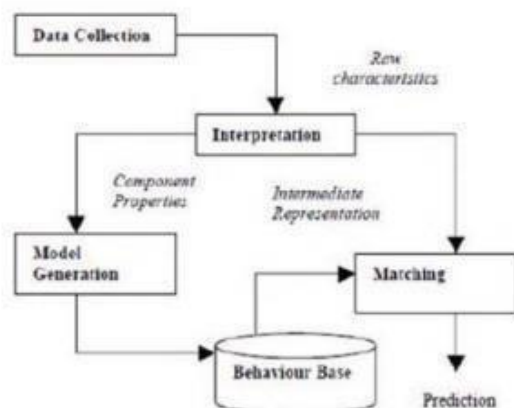 Data Collection
Raw
characteristics
Interpretation
Component
Properties
Intermediate
Representation
Model
Generation
Matching
Behaviour Base
Prediction